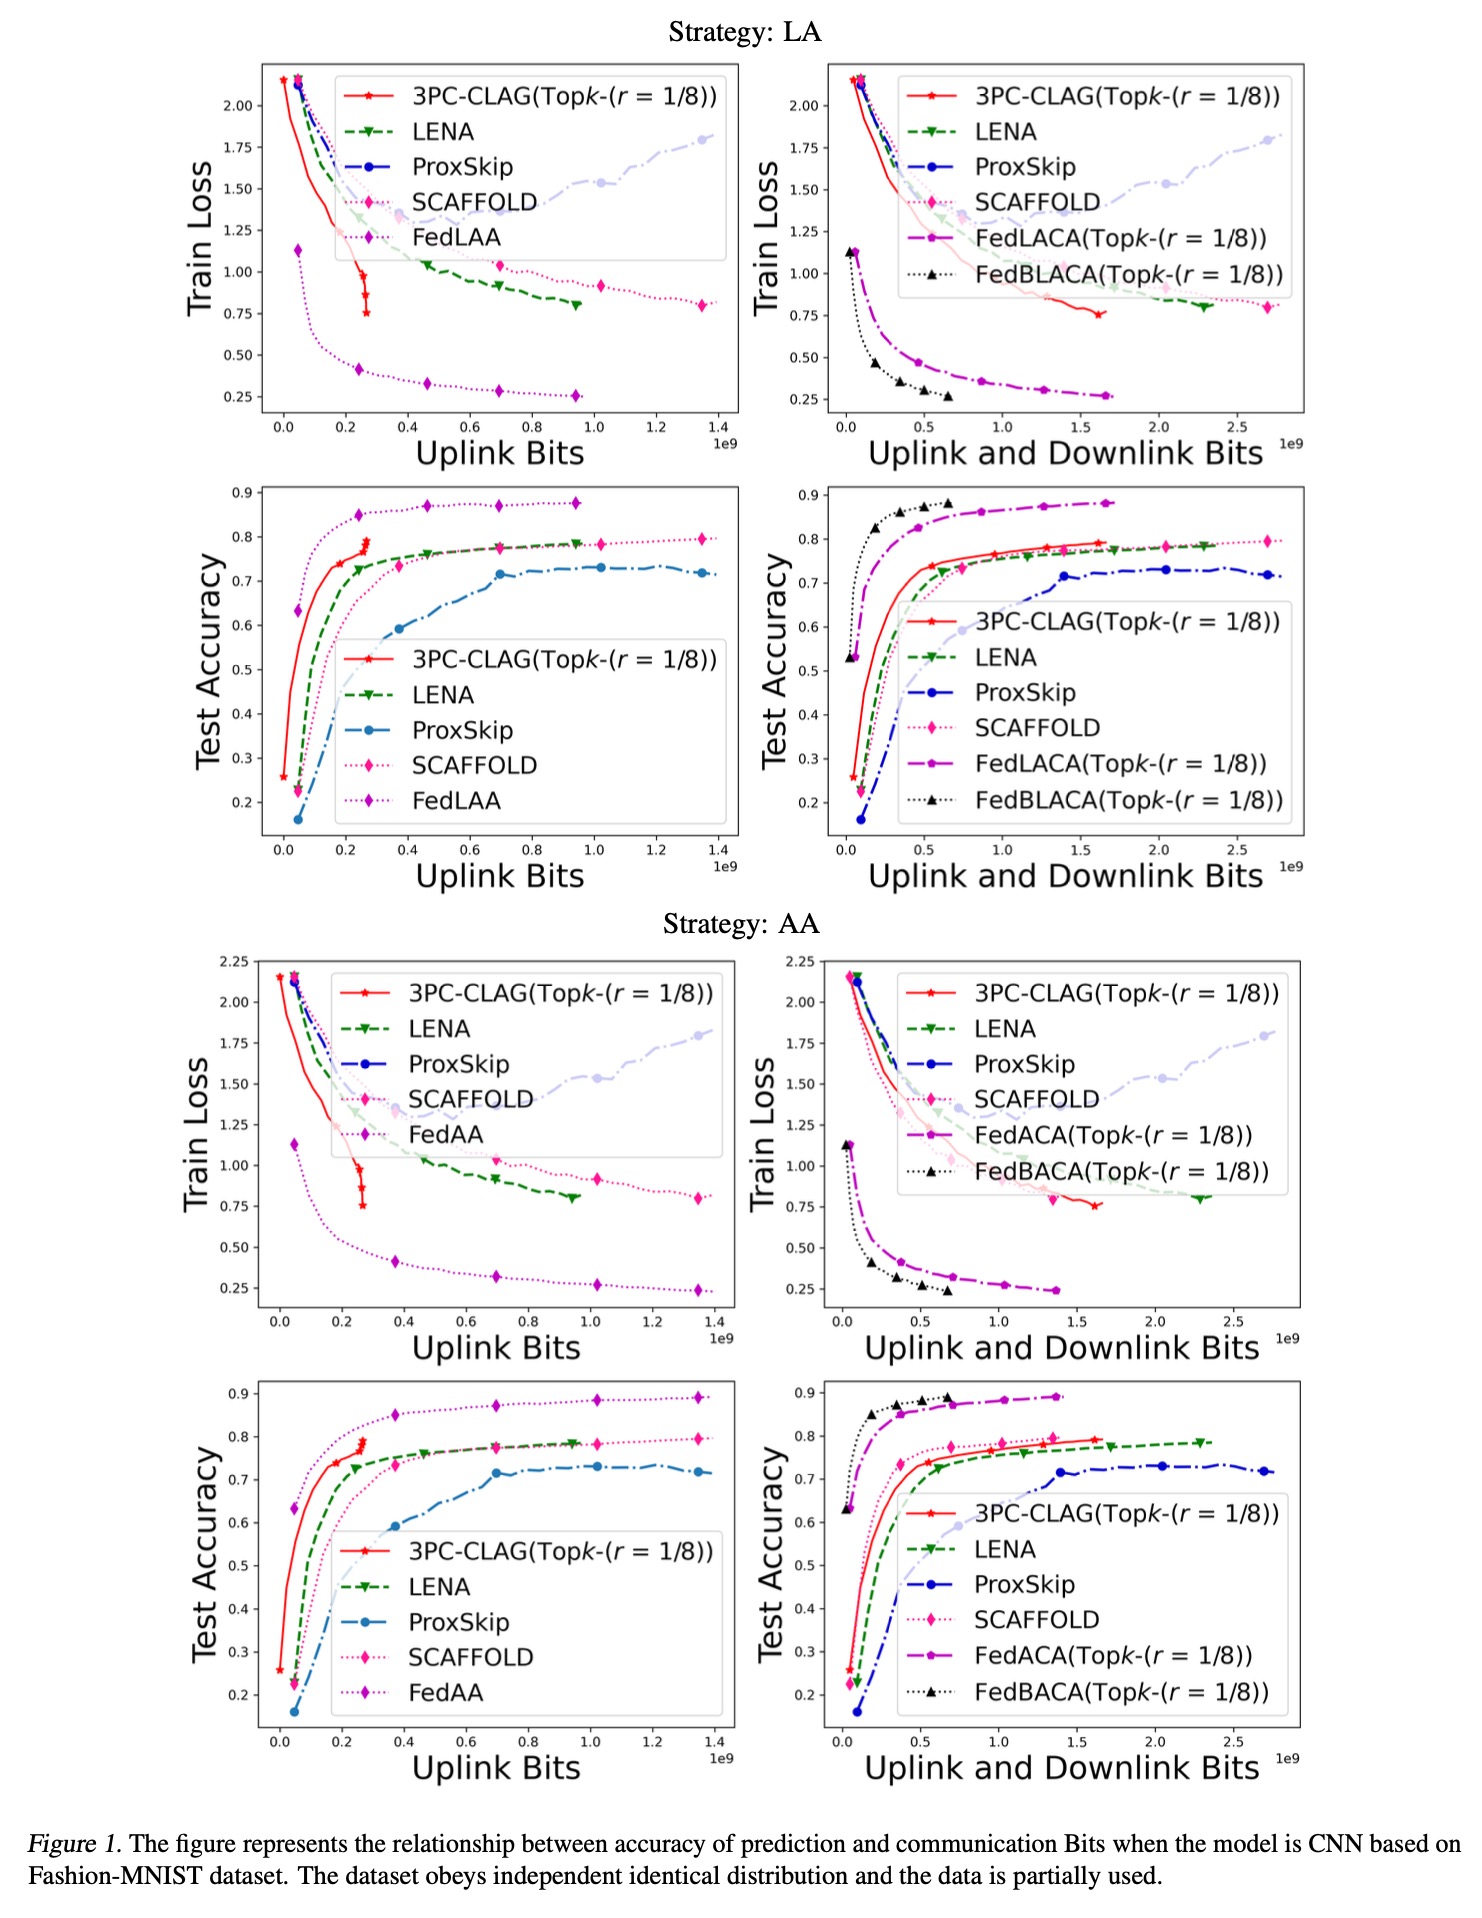 Strategy: LA
2.00
1.75
1.50
1.25
1.00
0.75
0.50
0.25
Train Loss
3PC-CLAG(Topk-(r = 1/8))
LENA
ProxSkip
SCAFFOLD
FedLAA
0.0 0.2 0.4 0.6 0.8 1.0 1.2 1.4
1e9
Uplink Bits
2.00
1.75
1.50
1.25
1.00
0.75
0.50
0.25
Train Loss
3PC-CLAG(Topk-(r = 1/8))
LENA
ProxSkip
SCAFFOLD
FedLACA(Topk-(r = 1/8))
FedBLACA(Topk-(r = 1/8))
0.0 0.5 1.0 1.5 2.0 2.5
1e9
Uplink and Downlink Bits
0.9
0.8
0.7
0.6
0.5
0.4
0.3
0.2
Test Accuracy
3PC-CLAG(Topk-(r = 1/8))
LENA
ProxSkip
SCAFFOLD
FedLAA
0.0 0.2 0.4 0.6 0.8 1.0 1.2 1.4
1e9
Uplink Bits
0.9
0.8
0.7
0.6
0.5
0.4
0.3
0.2
Test Accuracy
3PC-CLAG(Topk-(r = 1/8))
LENA
ProxSkip
SCAFFOLD
FedLACA(Topk-(r = 1/8))
FedBLACA(Topk-(r = 1/8))
0.0 0.5 1.0 1.5 2.0 2.5
1e9
Uplink and Downlink Bits
Strategy: AA
2.25
2.00
1.75
1.50
1.25
1.00
0.75
0.50
0.25
Train Loss
3PC-CLAG(Topk-(r = 1/8))
LENA
ProxSkip
SCAFFOLD
FedAA
0.0 0.2 0.4 0.6 0.8 1.0 1.2 1.4
1e9
Uplink Bits
2.25
2.00
1.75
1.50
1.25
1.00
0.75
0.50
0.25
Train Loss
3PC-CLAG(Topk-(r = 1/8))
LENA
ProxSkip
SCAFFOLD
FedACA(Topk-(r = 1/8))
FedBACA(Topk-(r = 1/8))
0.0 0.5 1.0 1.5 2.0 2.5
1e9
Uplink and Downlink Bits
0.9
0.8
0.7
0.6
0.5
0.4
0.3
0.2
Test Accuracy
3PC-CLAG(Topk-(r = 1/8))
LENA
ProxSkip
SCAFFOLD
FedAA
0.0 0.2 0.4 0.6 0.8 1.0 1.2 1.4
1e9
Uplink Bits
0.9
0.8
0.7
0.6
0.5
0.4
0.3
0.2
Test Accuracy
3PC-CLAG(Topk-(r = 1/8))
LENA
ProxSkip
SCAFFOLD
FedACA(Topk-(r = 1/8))
FedBACA(Topk-(r = 1/8))
0.0 0.5 1.0 1.5 2.0 2.5
1e9
Uplink and Downlink Bits
Figure 1. The figure represents the relationship between accuracy of prediction and communication Bits when the model is CNN based on
Fashion-MNIST dataset. The dataset obeys independent identical distribution and the data is partially used.